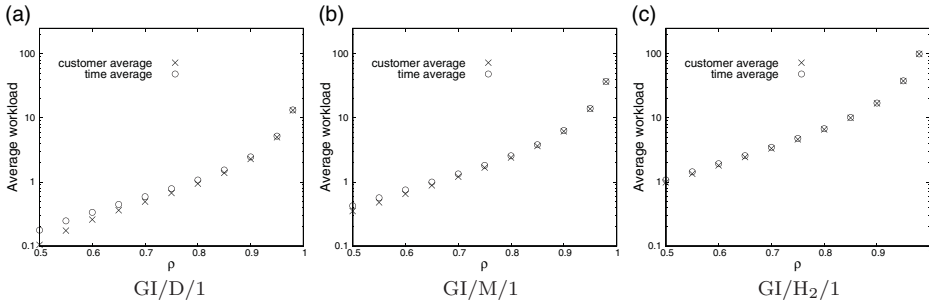 (a)
100
10
1
0.1
Average workload
customer average ×
time average ○
0.5 0.6 0.7 0.8 0.9 1
ρ
GI/D/1
(b)
100
10
1
0.1
Average workload
customer average ×
time average ○
0.5 0.6 0.7 0.8 0.9 1
ρ
GI/M/1
(c)
100
10
1
0.1
Average workload
customer average ×
time average ○
0.5 0.6 0.7 0.8 0.9
ρ
GI/H₂/1